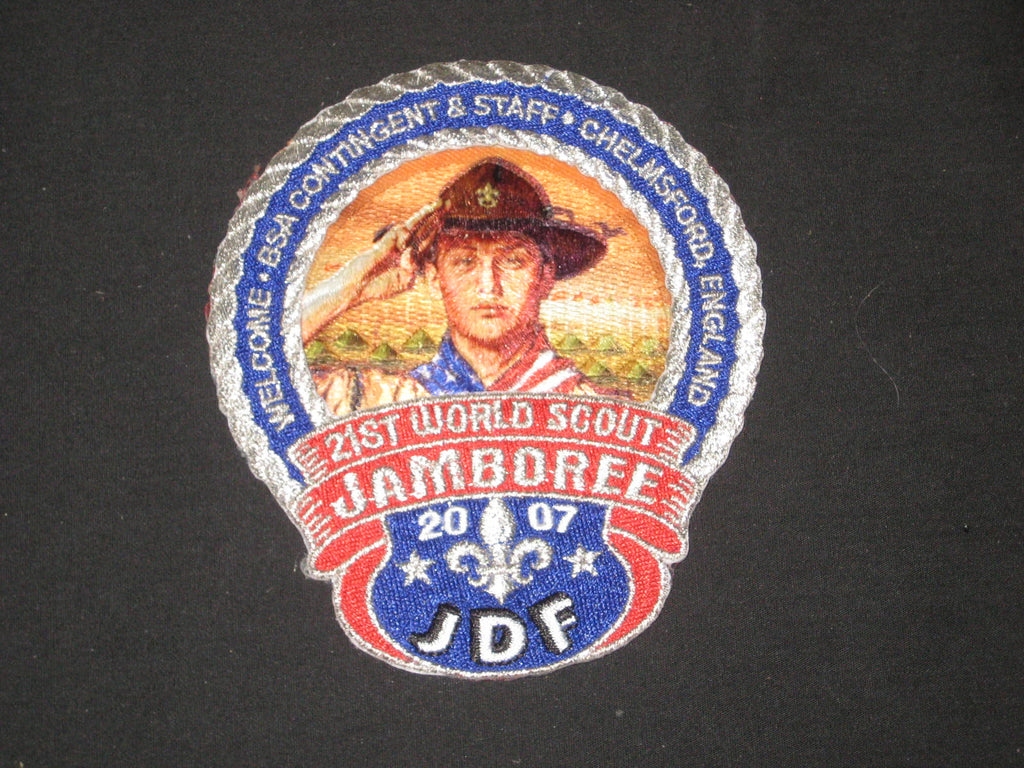 WELCOME • BSA CONTINGENT & STAFF • CHELMSFORD, ENGLAND
21ST WORLD SCOUT
JAMBOREE
20 07
JDF